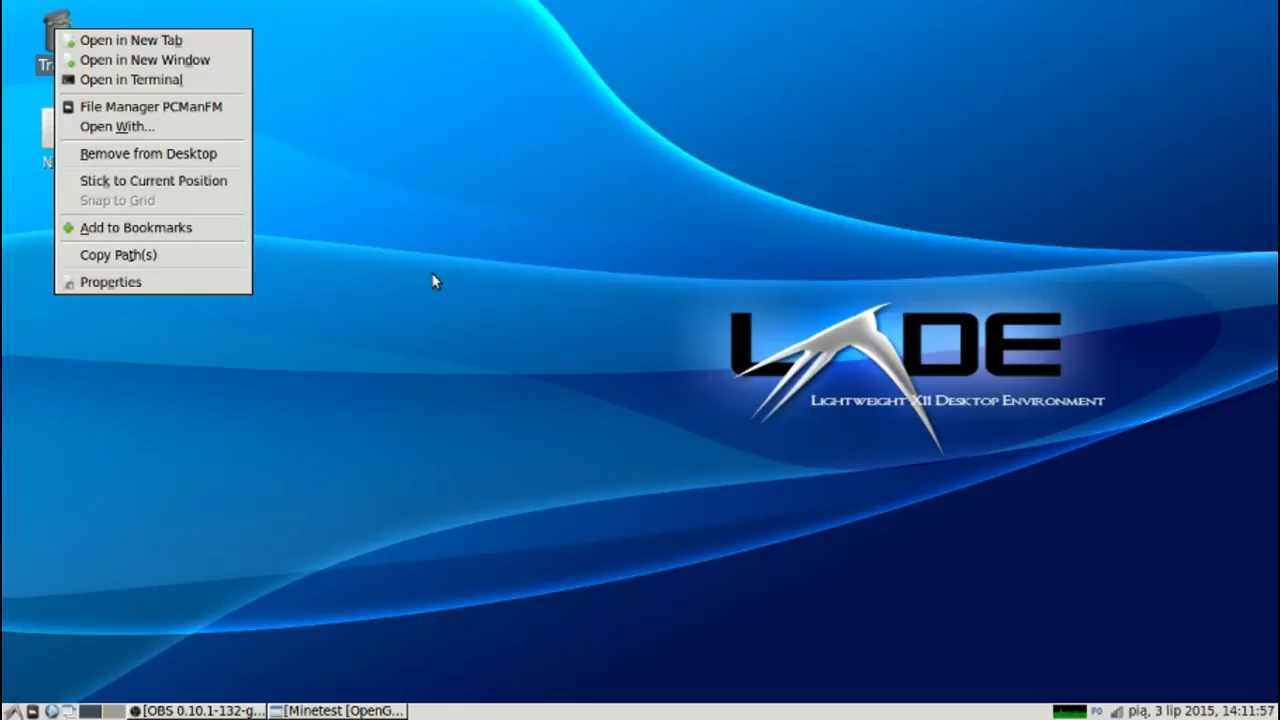 Open in New Tab
Open in New Window
Open in Terminal
File Manager PCManFM
Open With...
Remove from Desktop
Stick to Current Position
Snap to Grid
Add to Bookmarks
Copy Path(s)
Properties
Tr
N
LXDE
Lightweight X11 Desktop Environment
[OBS 0.10.1-132-g... [Minetest [OpenG... PO pią, 3 lip 2015, 14:11:57